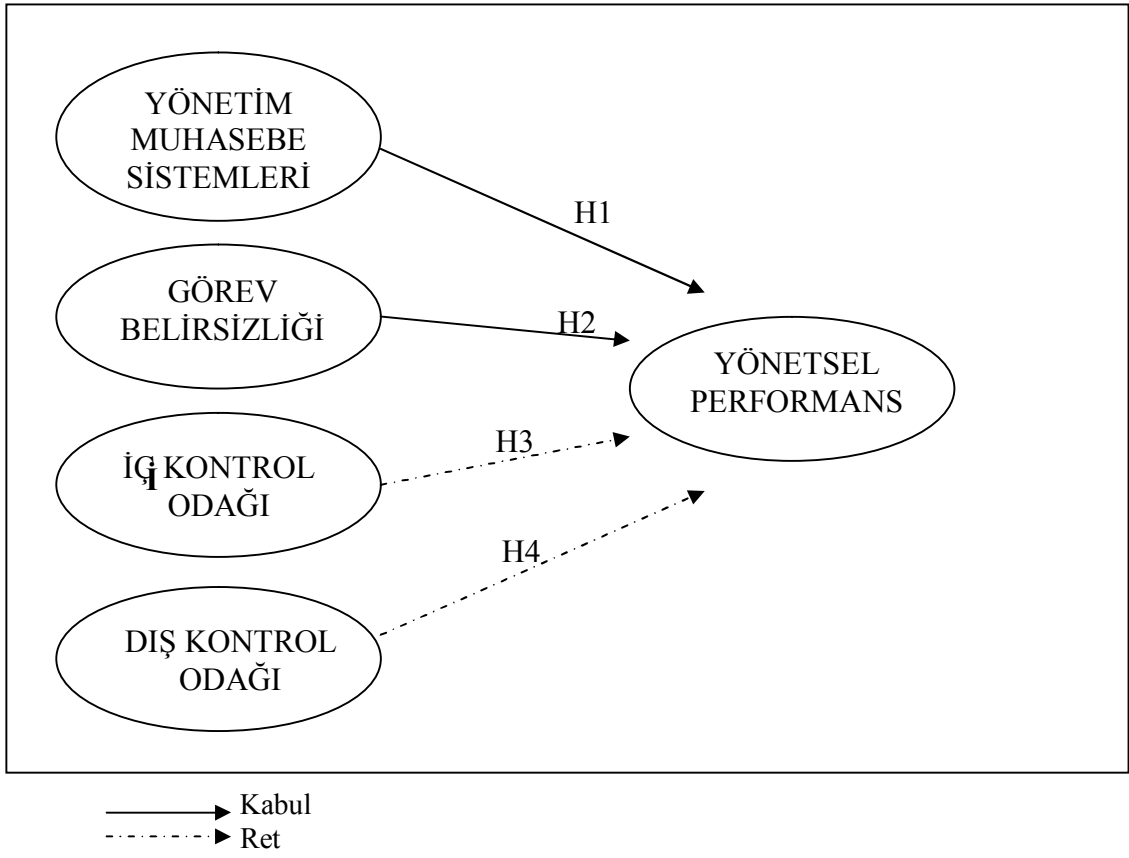 YÖNETİM
MUHASEBE
SİSTEMLERİ
H1
GÖREV
BELİRSİZLİĞİ
H2
YÖNETSEL
PERFORMANS
İÇ KONTROL
ODAĞI
H3
H4
DIŞ KONTROL
ODAĞI
Kabul
Ret